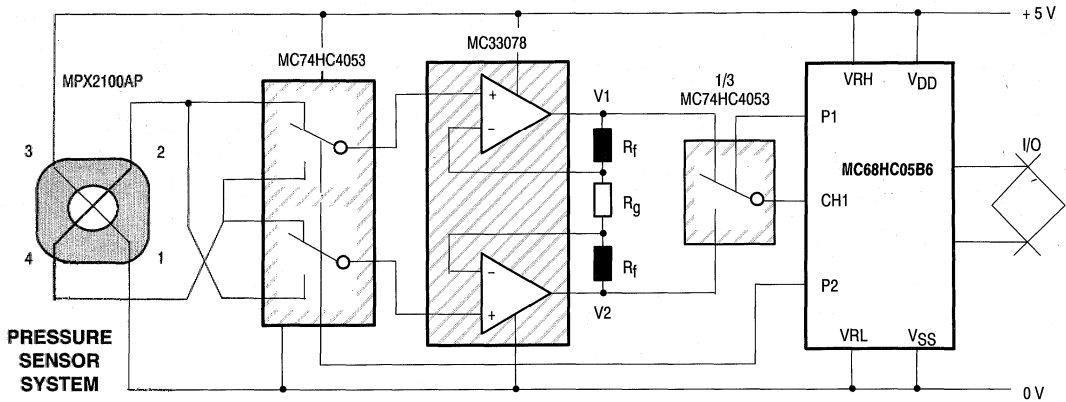 + 5 V
MC33078
MC74HC4053
MPX2100AP
1/3
MC74HC4053
VRH
VDD
V1
P1
3
2
Rf
I/O
MC68HC05B6
Rg
CH1
4
1
Rf
P2
V2
PRESSURE
SENSOR
SYSTEM
VRL
VSS
0 V
+
−
−
+